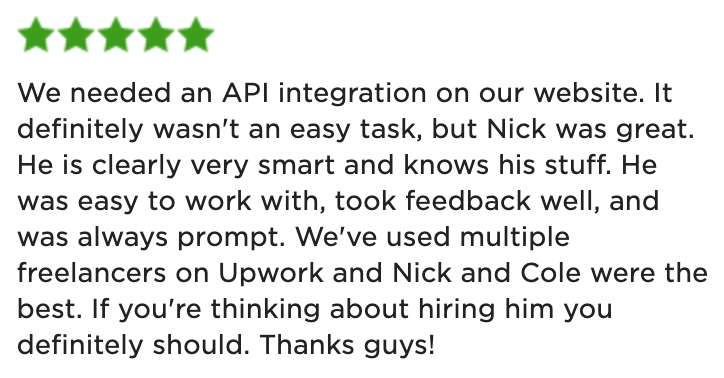 We needed an API integration on our website. It
definitely wasn't an easy task, but Nick was great.
He is clearly very smart and knows his stuff. He
was easy to work with, took feedback well, and
was always prompt. We've used multiple
freelancers on Upwork and Nick and Cole were the
best. If you're thinking about hiring him you
definitely should. Thanks guys!